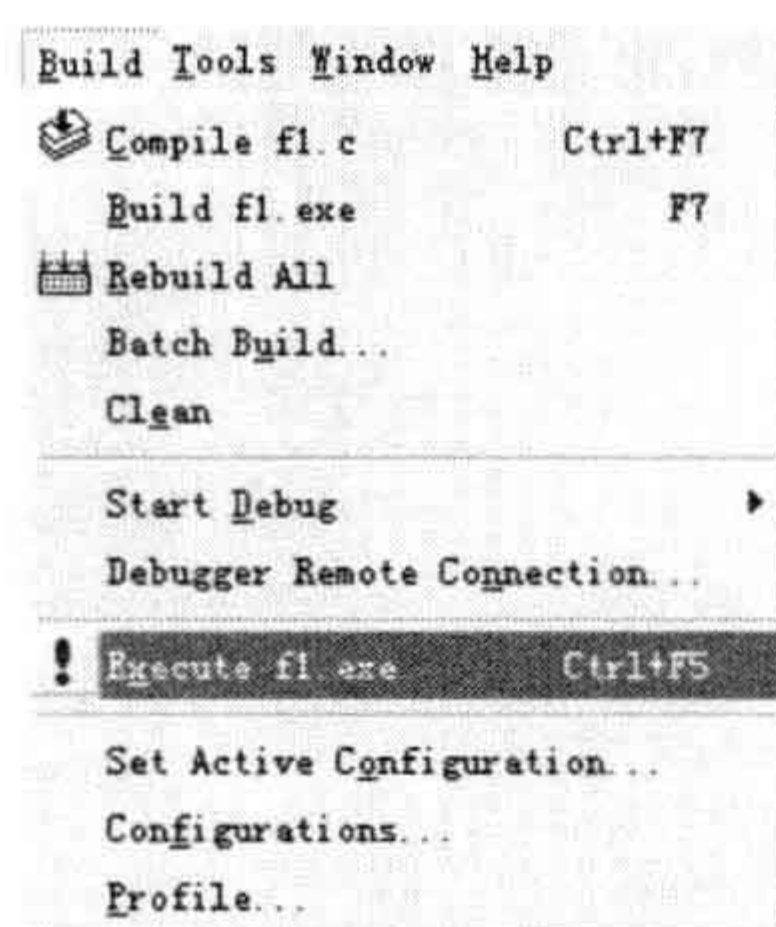 Build Tools Window Help
Compile f1.c Ctrl+F7
Build f1.exe F7
Rebuild All
Batch Build...
Clean
Start Debug
Debugger Remote Connection...
Execute f1.exe Ctrl+F5
Set Active Configuration...
Configurations...
Profile...